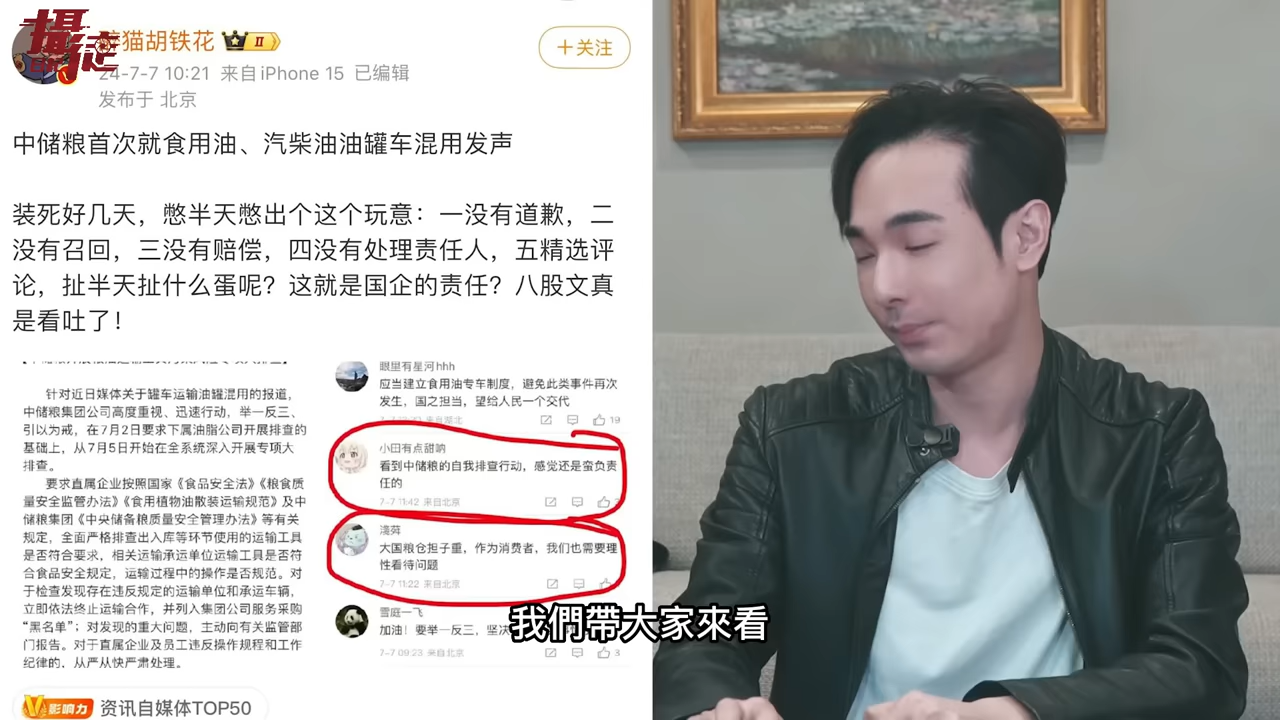 攝徒
醉猫胡铁花 II
24-7-7 10:21 来自iPhone 15 已编辑
发布于 北京
+关注
中储粮首次就食用油、汽柴油油罐车混用发声
装死好几天，憋半天憋出个这个玩意：一没有道歉，二
没有召回，三没有赔偿，四没有处理责任人，五精选评
论，扯半天扯什么蛋呢？这就是国企的责任？八股文真
是看吐了！
针对近日媒体关于罐车运输油罐混用的报道，
中储粮集团公司高度重视、迅速行动，举一反三、
引以为戒，在7月2日要求下属油脂公司开展排查的
基础上，从7月5日开始在全系统深入开展专项大
排查。
要求直属企业按照国家《食品安全法》《粮食质
量安全监管办法》《食用植物油散装运输规范》及中
储粮集团《中央储备粮质量安全管理办法》等有关
规定，全面严格排查出入库等环节使用的运输工具
是否符合要求，相关运输承运单位运输工具是否符
合食品安全规定，运输过程中的操作是否规范。对
于检查发现存在违反规定的运输单位和承运车辆，
立即依法终止运输合作，并列入集团公司服务采购
“黑名单”；对发现的重大问题，主动向有关监管部
门报告。对于直属企业及员工违反操作规程和工作
纪律的，从严从快严肃处理。
眼里有星河hhh
应当建立食用油专车制度，避免此类事件再次
发生，国之担当，望给人民一个交代
19
小田有点甜呐
看到中储粮的自我排查行动，感觉还是蛮负责
任的
7-7 11:42 来自北京
浅莽
大国粮仓担子重，作为消费者，我们也需要理
性看待问题
7-7 11:22 来自北京
雪庭一飞
加油！要举一反三，坚决
7-7 09:23 来自北京
3
我們帶大家來看
V影响力 资讯自媒体TOP50